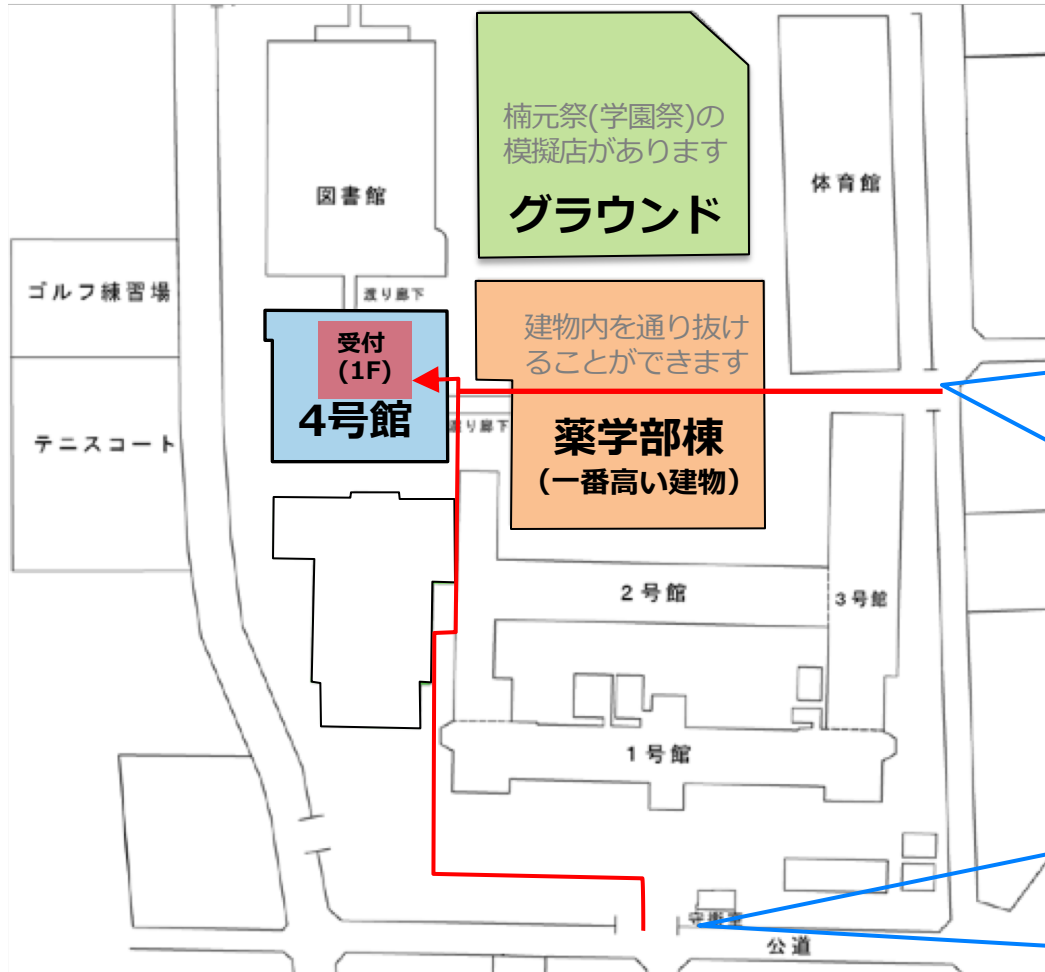 楠元祭(学園祭)の
模擬店があります
グラウンド
体育館
図書館
ゴルフ練習場
渡り廊下
受付
(1F)
4号館
建物内を通り抜け
ることができます
薬学部棟
(一番高い建物)
渡り廊下
テニスコート
2号館
3号館
1号館
守衛室
公道